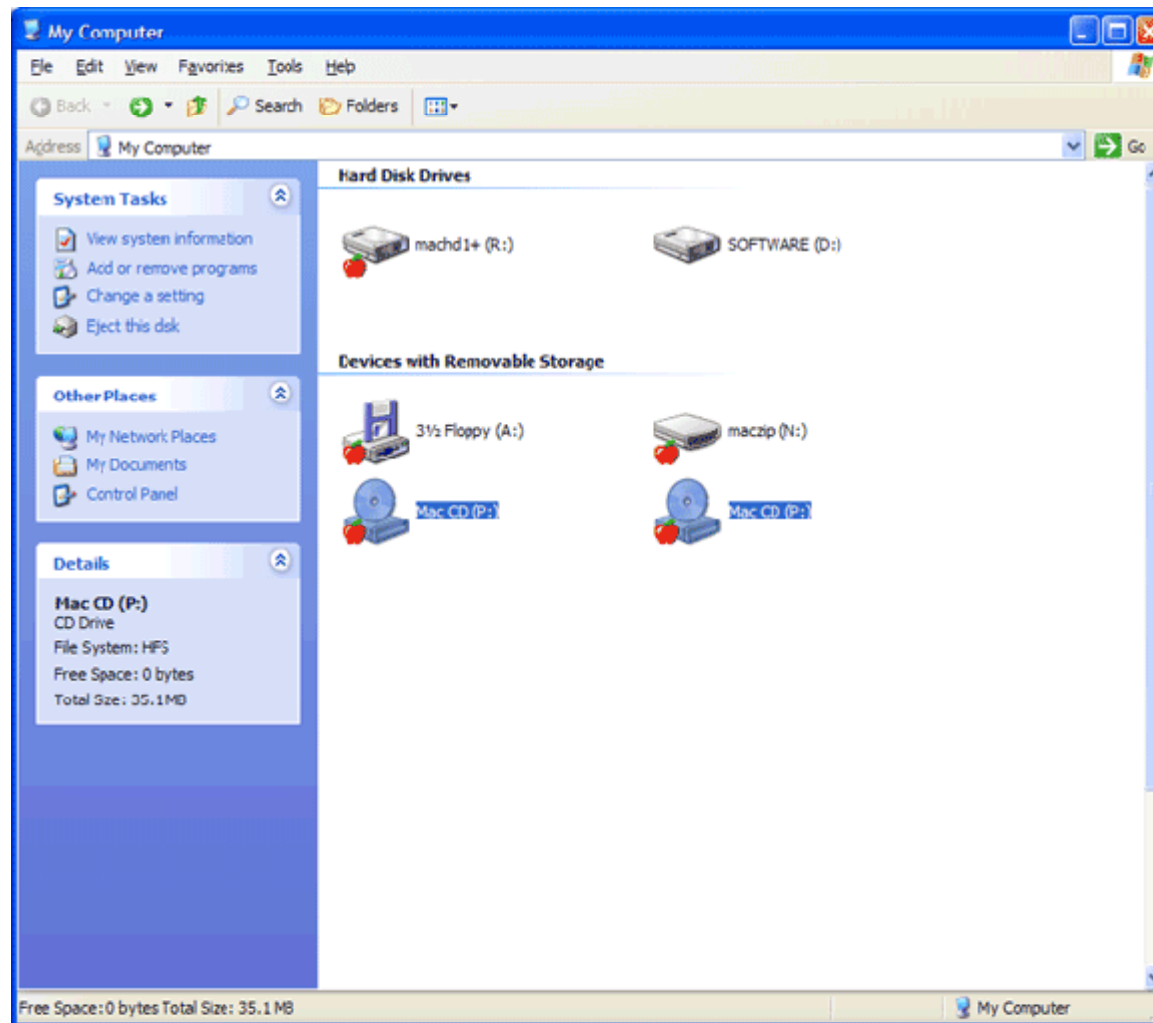 My Computer
File Edit View Favorites Tools Help
Back Search Folders
Address My Computer Go
System Tasks
View system information
Add or remove programs
Change a setting
Eject this disk
Other Places
My Network Places
My Documents
Control Panel
Details
Mac CD (P:)
CD Drive
File System: HFS
Free Space: 0 bytes
Total Size: 35.1MB
Hard Disk Drives
machd1+ (R:) SOFTWARE (D:)
Devices with Removable Storage
3½ Floppy (A:) maczip (N:)
Mac CD (P:) Mac CD (P:)
Free Space: 0 bytes Total Size: 35.1 MB My Computer